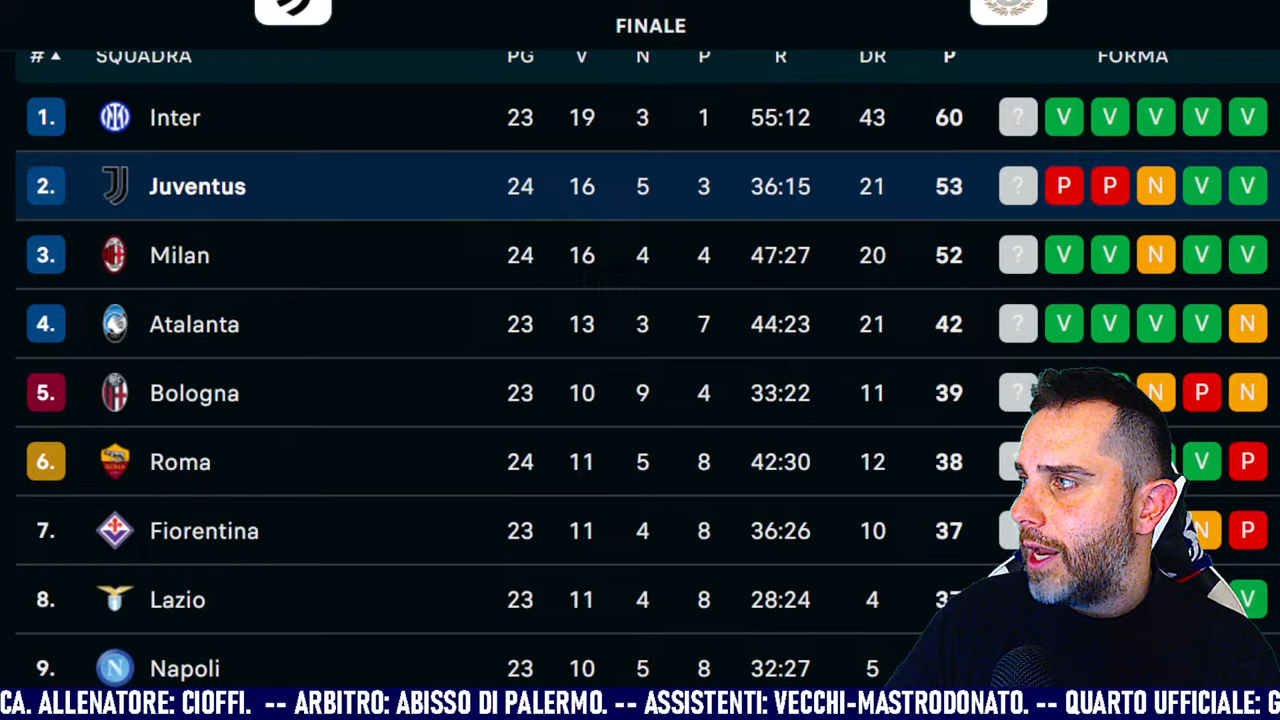 FINALE
# SQUADRA PG V N P R DR P FORMA
1. Inter 23 19 3 1 55:12 43 60 ? V V V V V
2. Juventus 24 16 5 3 36:15 21 53 ? P P N V V
3. Milan 24 16 4 4 47:27 20 52 ? V V N V V
4. Atalanta 23 13 3 7 44:23 21 42 ? V V V V N
5. Bologna 23 10 9 4 33:22 11 39 ? N P N
6. Roma 24 11 5 8 42:30 12 38 V P
7. Fiorentina 23 11 4 8 36:26 10 37 N P
8. Lazio 23 11 4 8 28:24 4 V
9. Napoli 23 10 5 8 32:27 5
CA. ALLENATORE: CIOFFI. -- ARBITRO: ABISSO DI PALERMO. -- ASSISTENTI: VECCHI-MASTRODONATO. -- QUARTO UFFICIALE: G